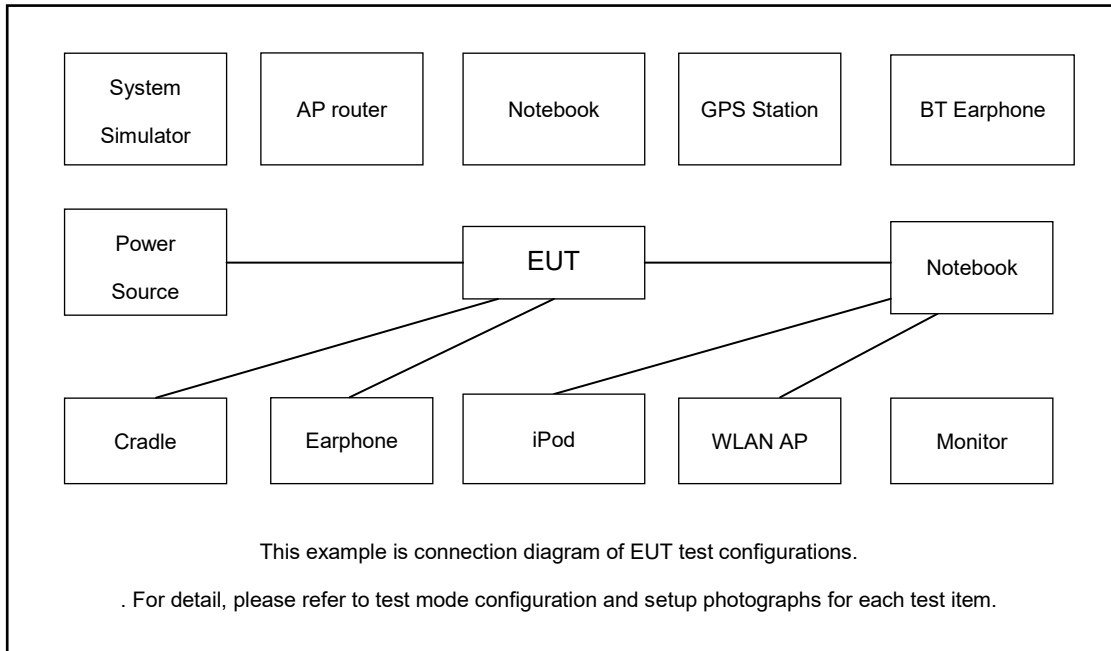 System
Simulator
AP router
Notebook
GPS Station
BT Earphone
Power
Source
EUT
Notebook
Cradle
Earphone
iPod
WLAN AP
Monitor
This example is connection diagram of EUT test configurations.
. For detail, please refer to test mode configuration and setup photographs for each test item.